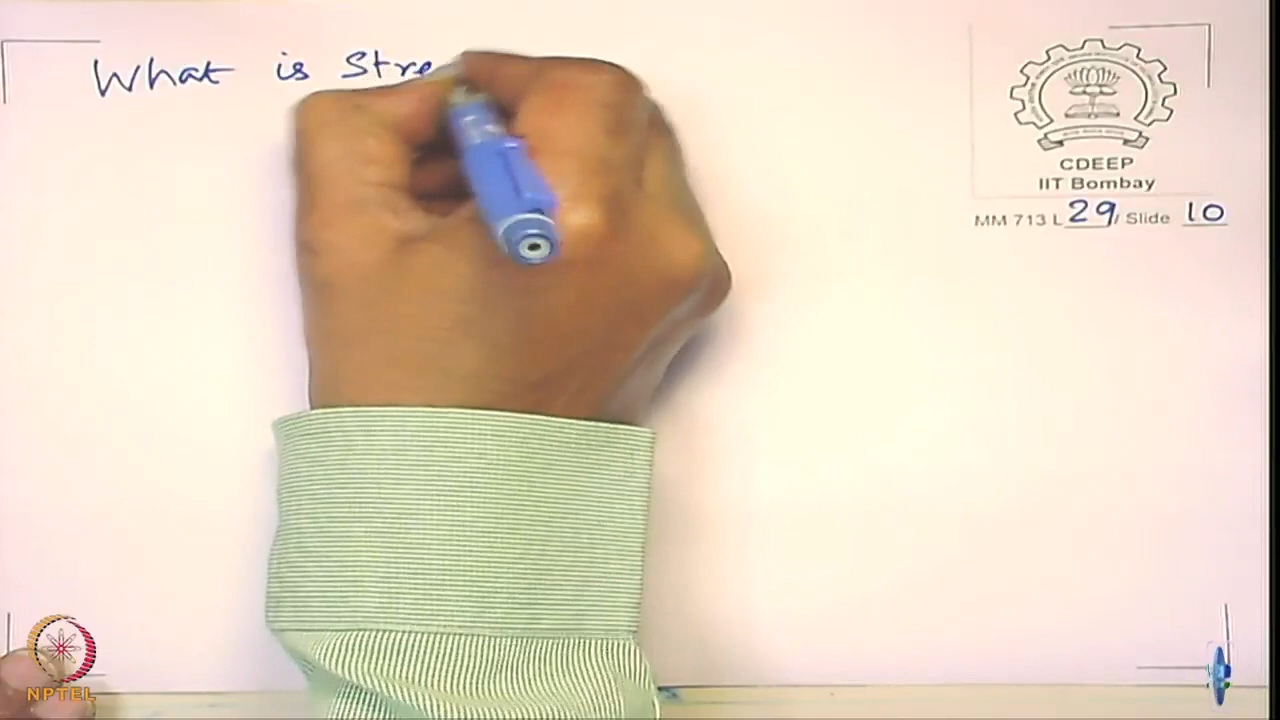 What is Stre
CDEEP
IIT Bombay
MM 713 L 29 / Slide 10
NPTEL